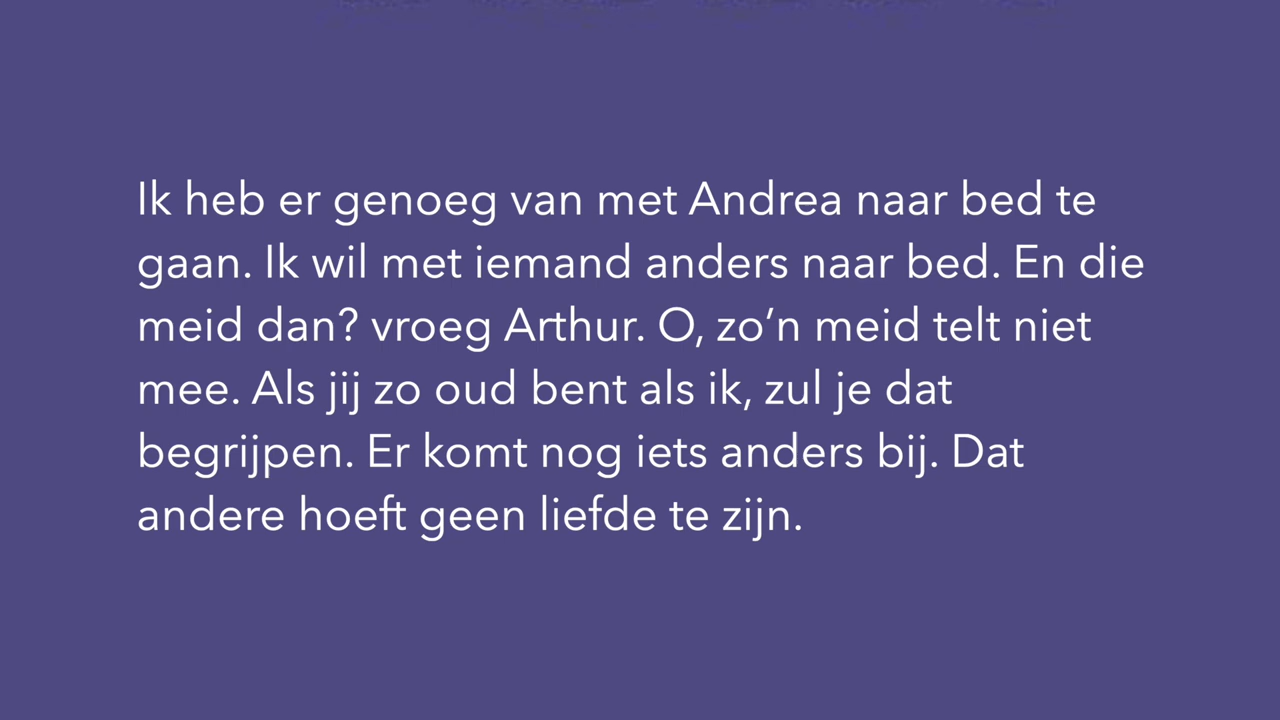 Ik heb er genoeg van met Andrea naar bed te
gaan. Ik wil met iemand anders naar bed. En die
meid dan? vroeg Arthur. O, zo’n meid telt niet
mee. Als jij zo oud bent als ik, zul je dat
begrijpen. Er komt nog iets anders bij. Dat
andere hoeft geen liefde te zijn.